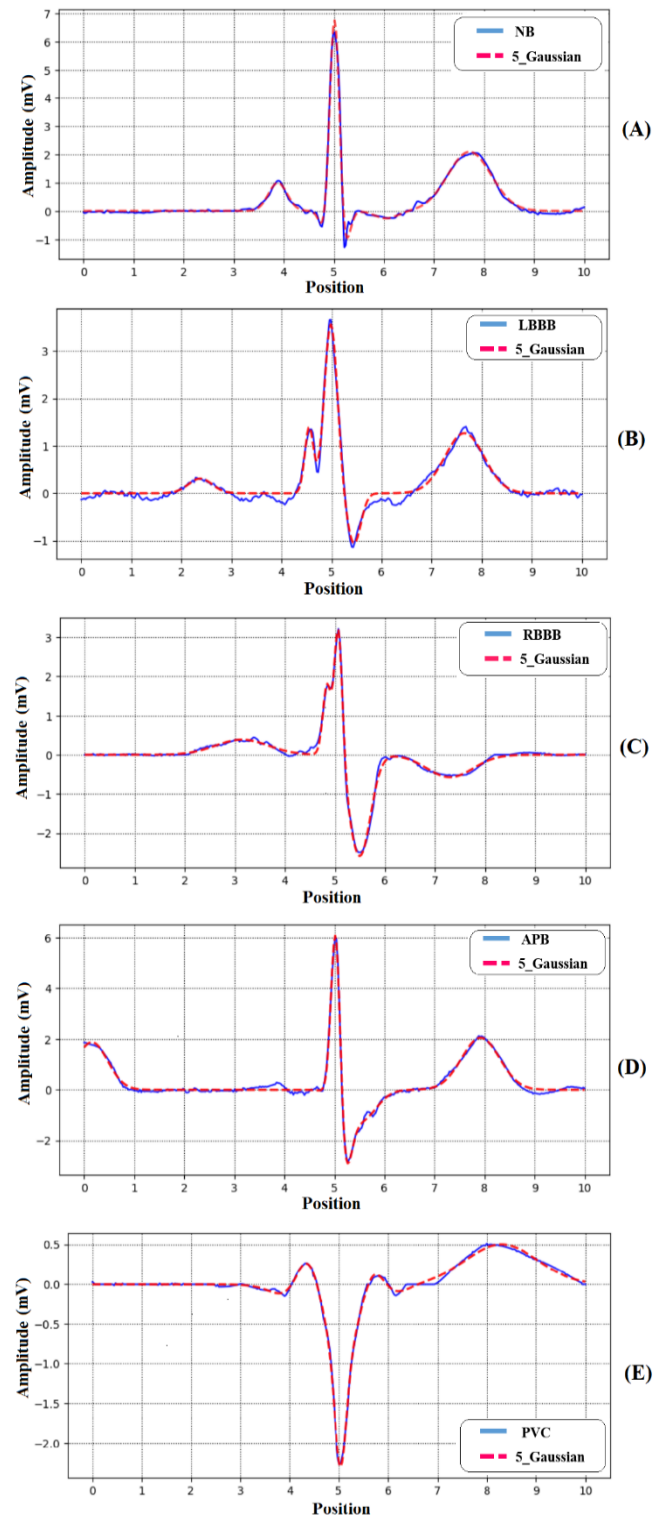 7
6
5
4
3
2
1
0
−1
Amplitude (mV)
NB
5_Gaussian
(A)
0 1 2 3 4 5 6 7 8 9 10
Position
3
2
1
0
−1
Amplitude (mV)
LBBB
5_Gaussian
(B)
0 1 2 3 4 5 6 7 8 9 10
Position
3
2
1
0
−1
−2
Amplitude (mV)
RBBB
5_Gaussian
(C)
0 1 2 3 4 5 6 7 8 9 10
Position
6
4
2
0
−2
Amplitude (mV)
APB
5_Gaussian
(D)
0 1 2 3 4 5 6 7 8 9 10
Position
0.5
0.0
−0.5
−1.0
−1.5
−2.0
Amplitude (mV)
(E)
PVC
5_Gaussian
0 1 2 3 4 5 6 7 8 9 10
Position